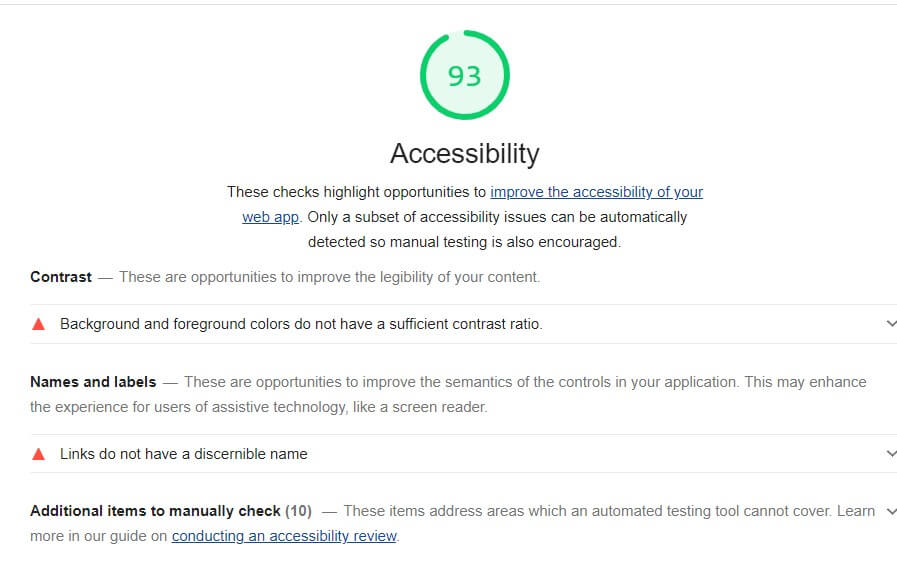 93
Accessibility
These checks highlight opportunities to improve the accessibility of your
web app. Only a subset of accessibility issues can be automatically
detected so manual testing is also encouraged.
Contrast — These are opportunities to improve the legibility of your content.
Background and foreground colors do not have a sufficient contrast ratio.
Names and labels — These are opportunities to improve the semantics of the controls in your application. This may enhance
the experience for users of assistive technology, like a screen reader.
Links do not have a discernible name
Additional items to manually check (10) — These items address areas which an automated testing tool cannot cover. Learn
more in our guide on conducting an accessibility review.